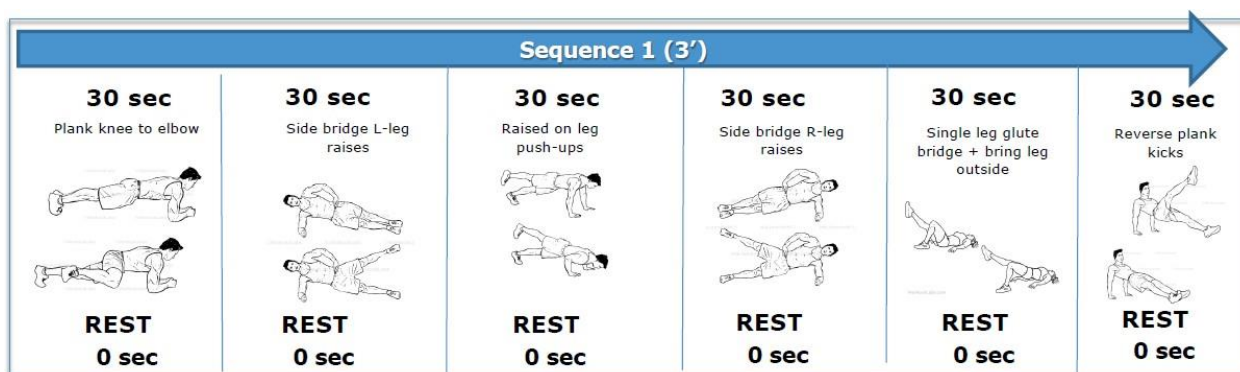 Sequence 1 (3’)
30 sec
Plank knee to elbow
REST
0 sec
30 sec
Side bridge L-leg
raises
REST
0 sec
30 sec
Raised on leg
push-ups
REST
0 sec
30 sec
Side bridge R-leg
raises
REST
0 sec
30 sec
Single leg glute
bridge + bring leg
outside
REST
0 sec
30 sec
Reverse plank
kicks
REST
0 sec